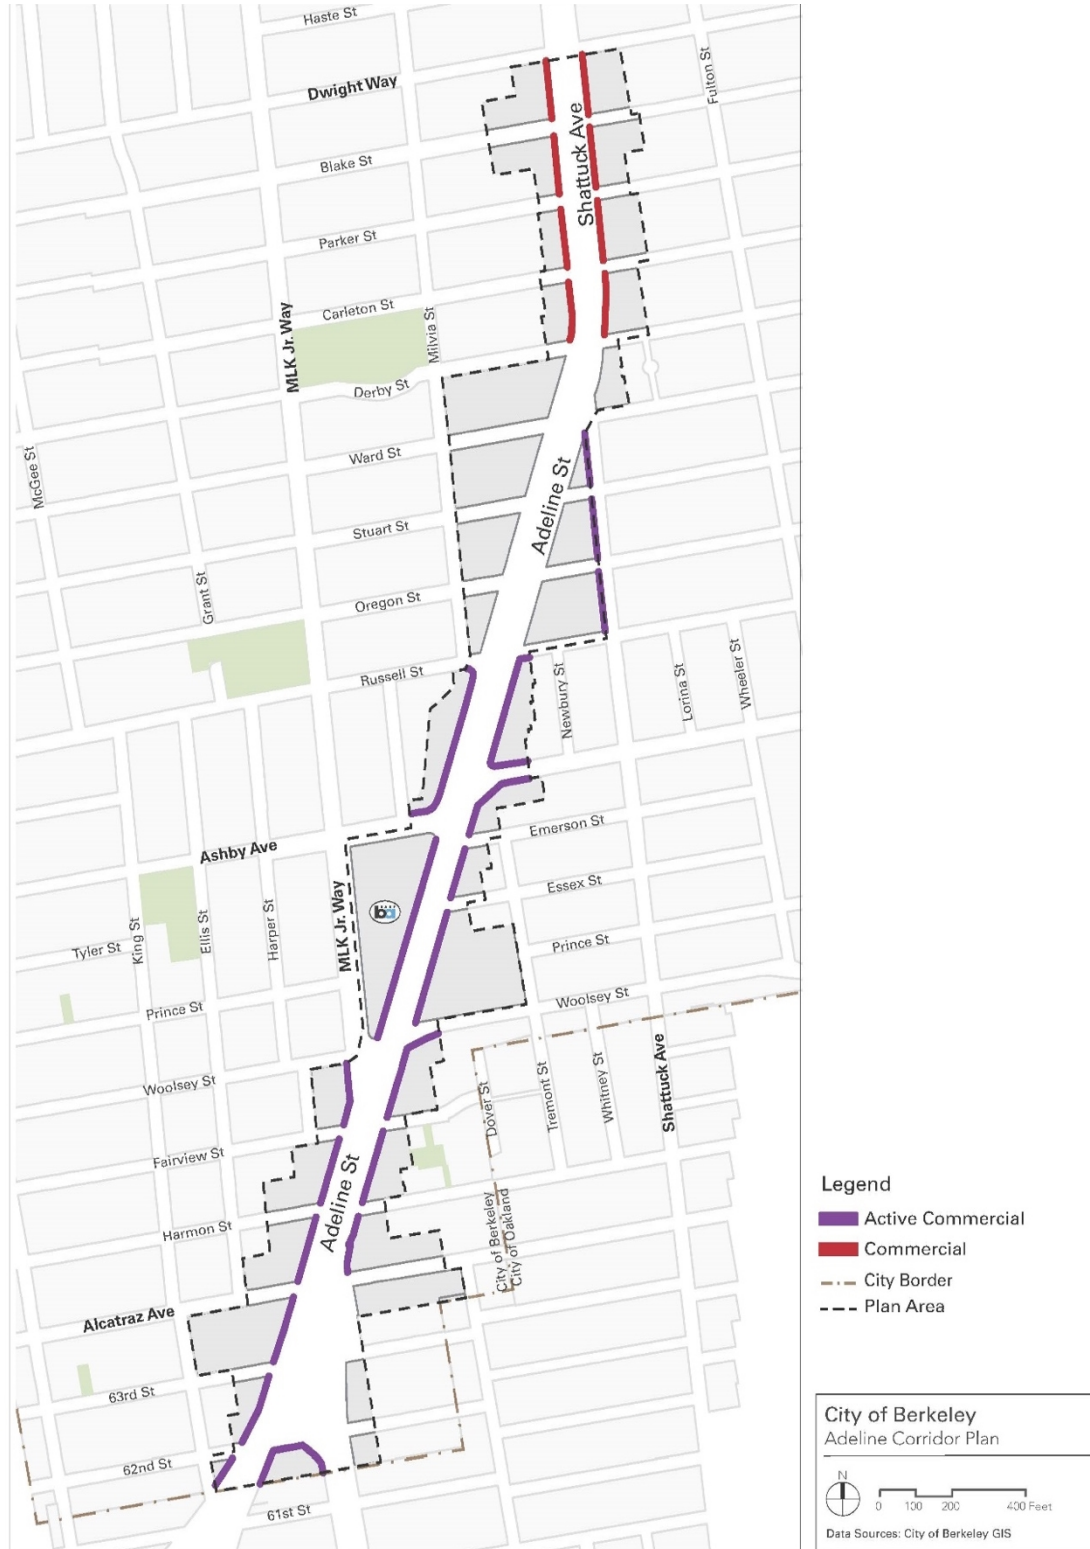 Haste St
Dwight Way
Fulton St
Shattuck Ave
Blake St
Parker St
Carleton St
MLK Jr. Way
Milvia St
Derby St
McGee St
Ward St
Adeline St
Stuart St
Grant St
Oregon St
Russell St
Newbury St
Lorina St
Wheeler St
Emerson St
Ashby Ave
Essex St
ba
MLK Jr. Way
King St
Ellis St
Harper St
Tyler St
Prince St
Prince St
Woolsey St
Woolsey St
Shattuck Ave
Dover St
Tremont St
Whitney St
Fairview St
Adeline St
Harmon St
City of Berkeley
City of Oakland
Alcatraz Ave
63rd St
62nd St
61st St
Legend
Active Commercial
Commercial
City Border
Plan Area
City of Berkeley
Adeline Corridor Plan
N
0 100 200 400 Feet
Data Sources: City of Berkeley GIS